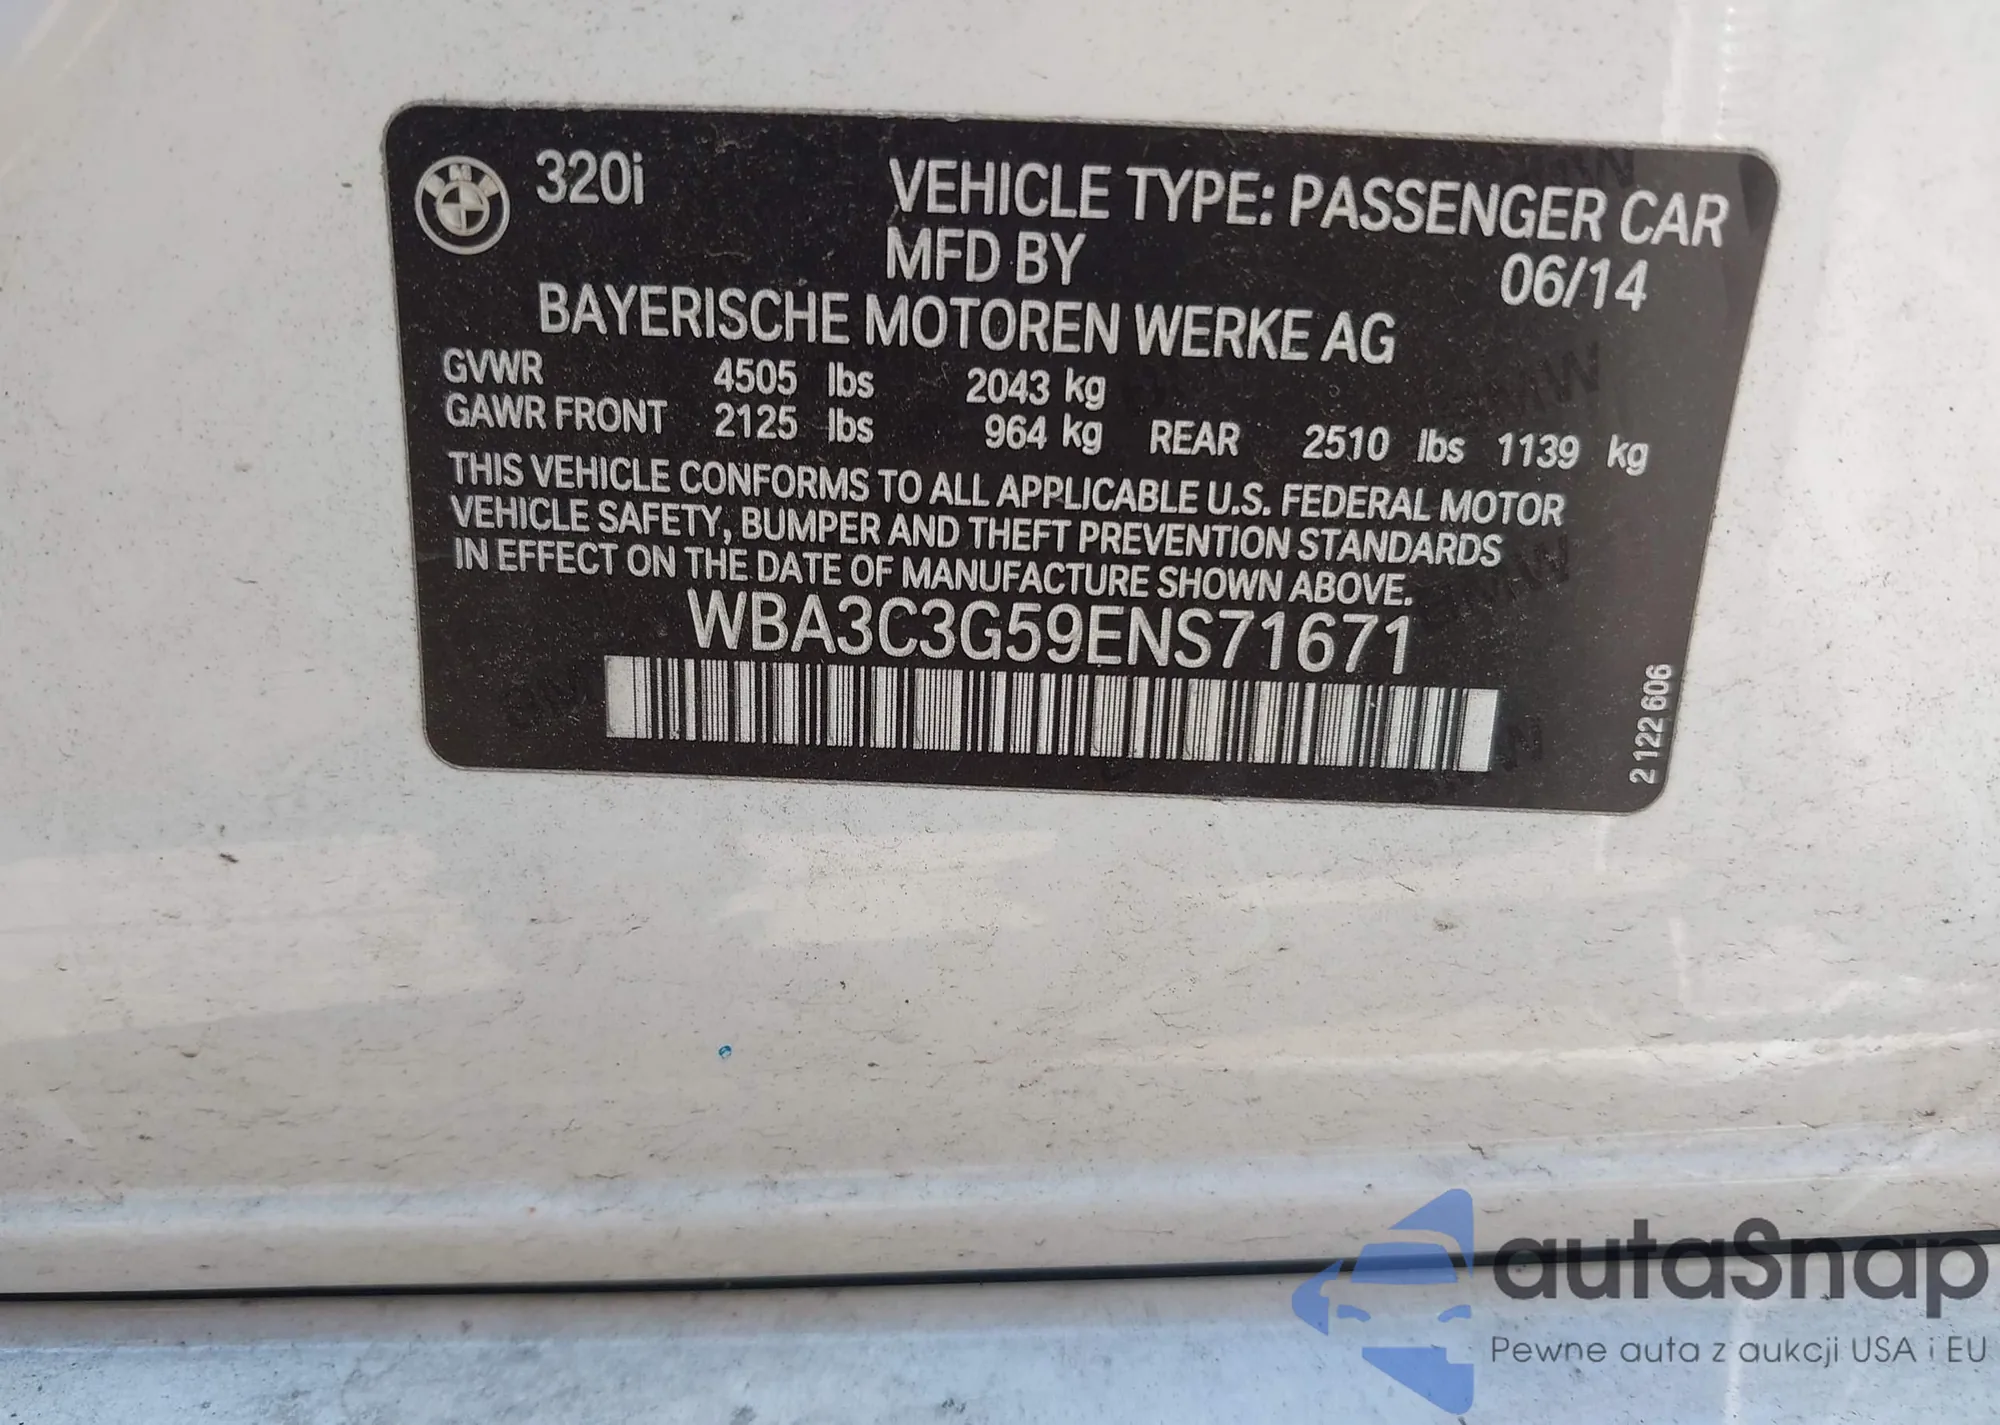 320i VEHICLE TYPE: PASSENGER CAR
MFD BY 06/14
BAYERISCHE MOTOREN WERKE AG
GVWR 4505 lbs 2043 kg
GAWR FRONT 2125 lbs 964 kg REAR 2510 lbs 1139 kg
THIS VEHICLE CONFORMS TO ALL APPLICABLE U.S. FEDERAL MOTOR
VEHICLE SAFETY, BUMPER AND THEFT PREVENTION STANDARDS
IN EFFECT ON THE DATE OF MANUFACTURE SHOWN ABOVE.
WBA3C3G59ENS71671
2 122 606
autaSnap
Pewne auta z aukcji USA i EU